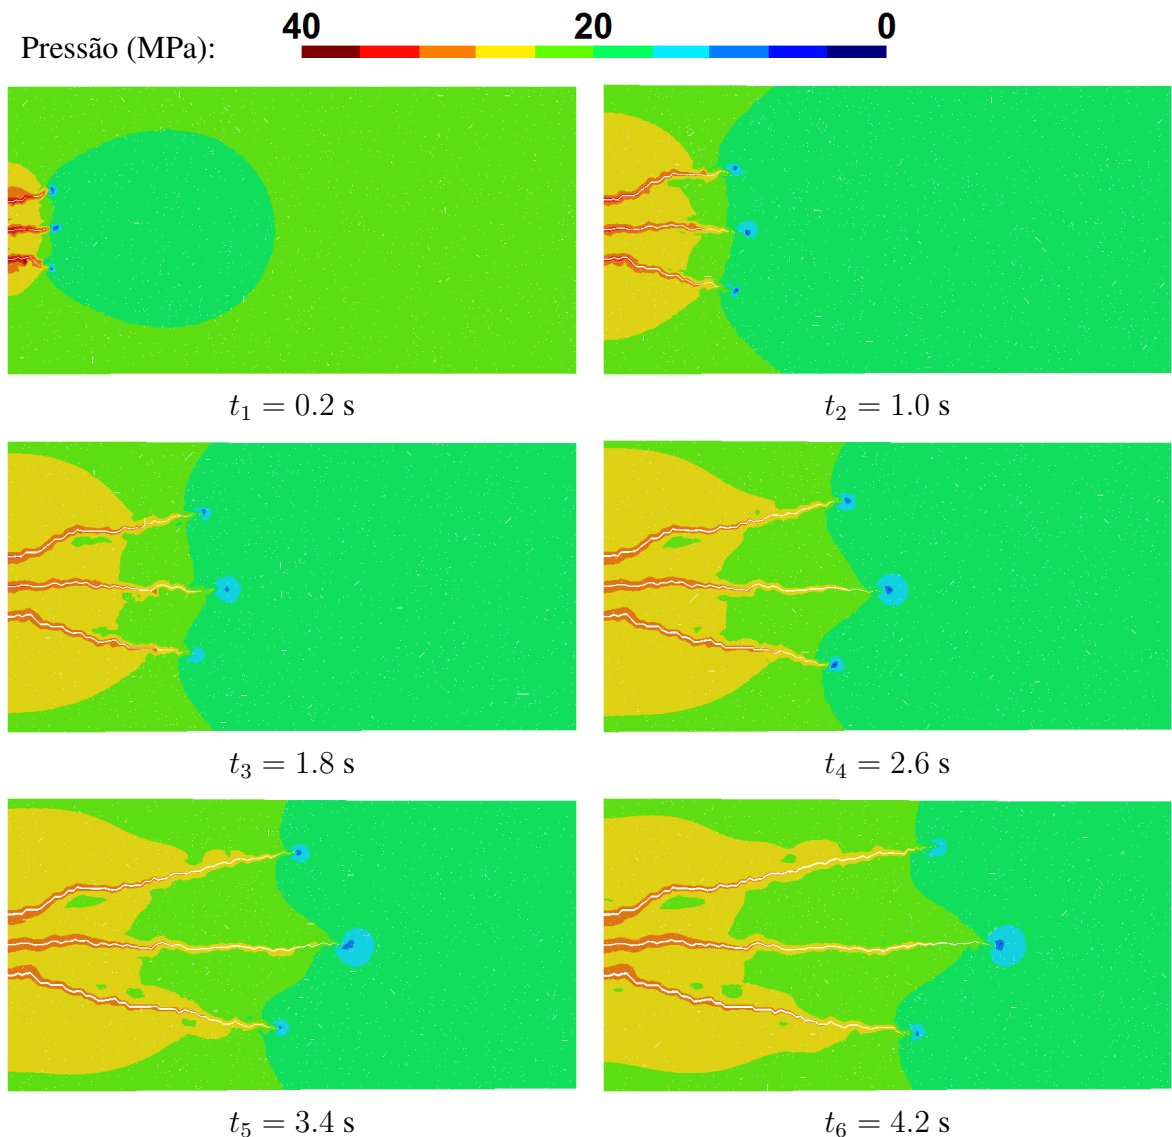 Pressão (MPa): 40 20 0
t₁ = 0.2 s t₂ = 1.0 s
t₃ = 1.8 s t₄ = 2.6 s
t₅ = 3.4 s t₆ = 4.2 s